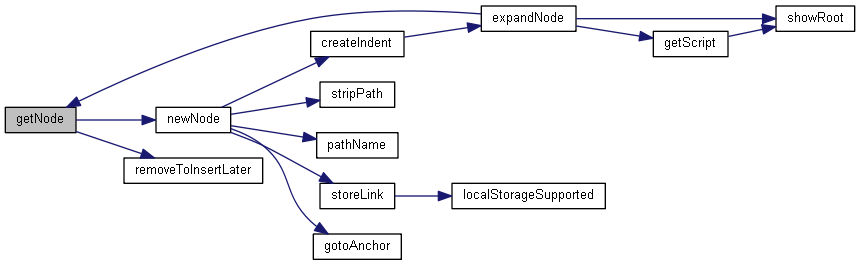 expandNode
showRoot
createIndent
getScript
stripPath
getNode
newNode
pathName
removeToInsertLater
storeLink
localStorageSupported
gotoAnchor